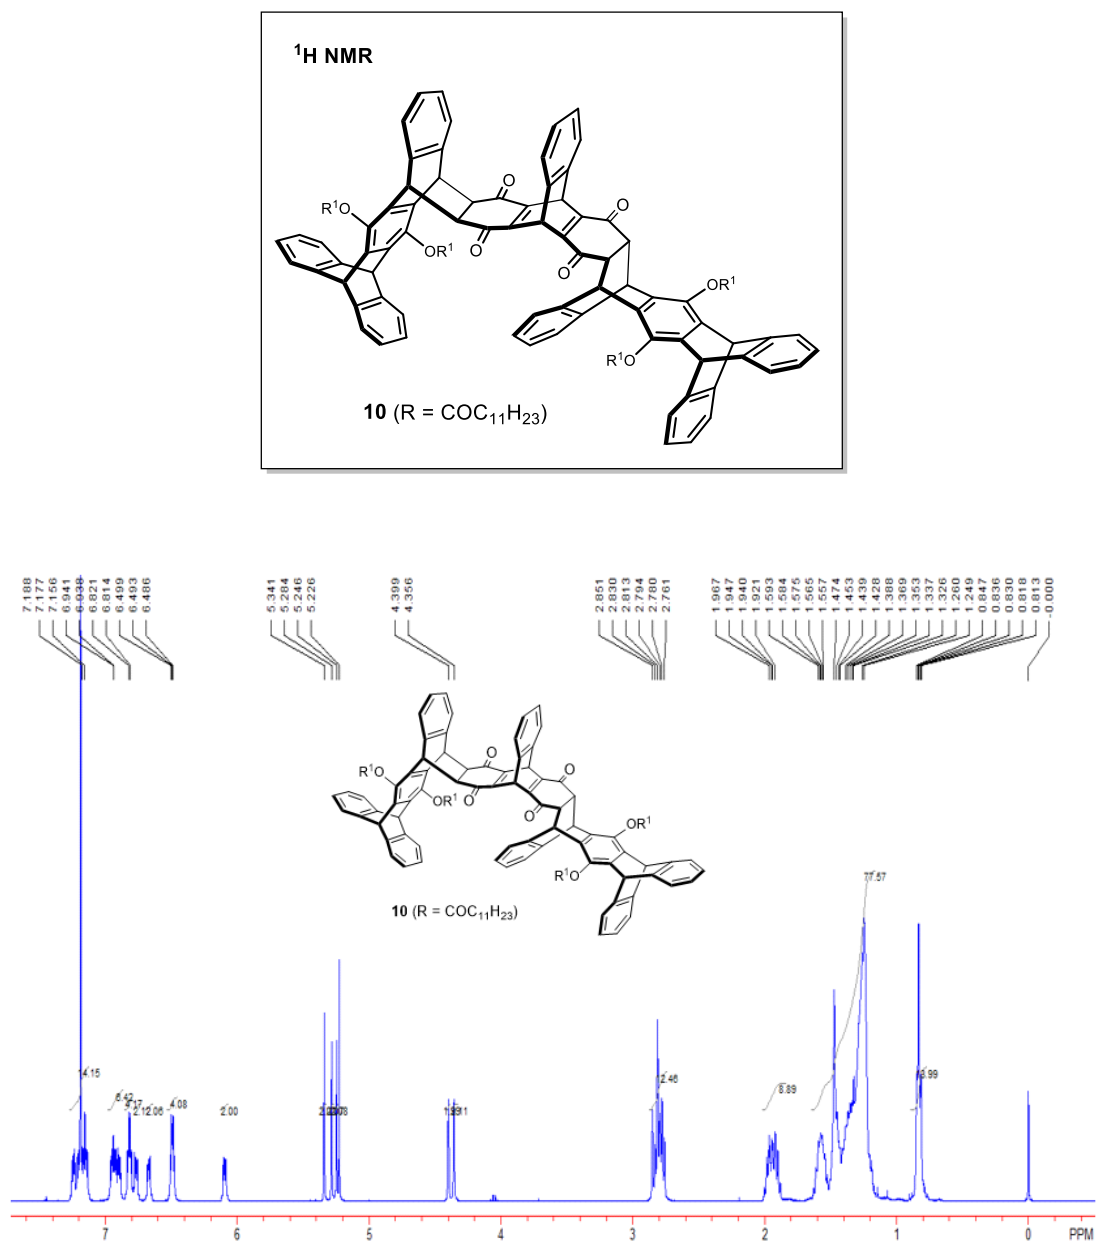 ¹H NMR
O
R¹O
O
O
OR¹
O
OR¹
R¹O
10 (R = COC₁₁H₂₃)
7.188
7.177
7.156
6.941
6.938
6.821
6.814
6.499
6.493
6.486
5.341
5.284
5.246
5.226
4.399
4.356
2.851
2.830
2.813
2.794
2.780
2.761
1.967
1.947
1.940
1.921
1.593
1.584
1.575
1.565
1.557
1.474
1.453
1.439
1.428
1.388
1.369
1.353
1.337
1.326
1.260
1.249
0.847
0.836
0.830
0.818
0.813
-0.000
O
R¹O
O
O
OR¹
O
OR¹
R¹O
10 (R = COC₁₁H₂₃)
77.57
14.15
2.46
8.89
4.08
2.00
7 6 5 4 3 2 1 0 PPM